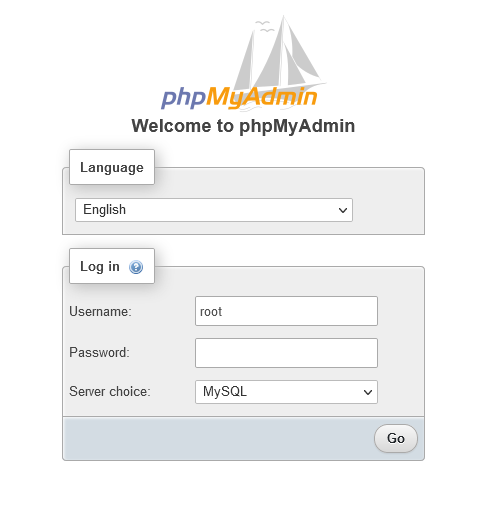 phpMyAdmin
Welcome to phpMyAdmin
Language
English
Log in
Username:
root
Password:
Server choice:
MySQL
Go